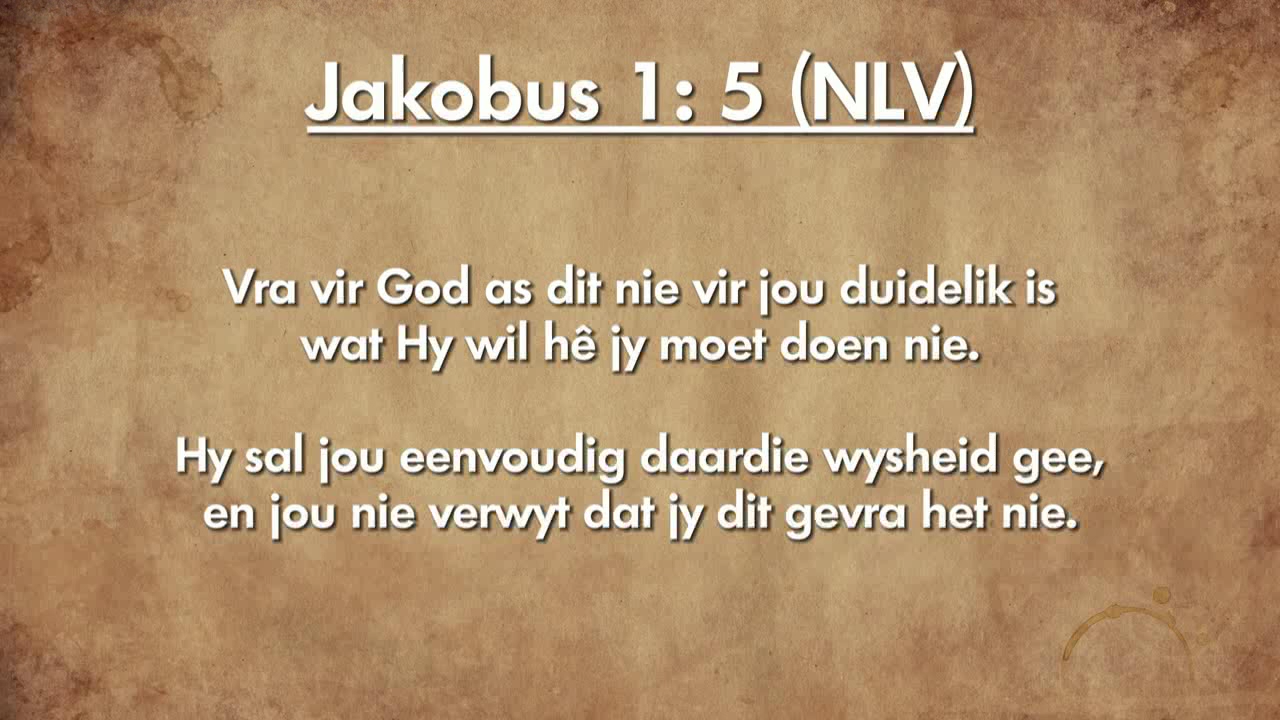 Jakobus 1: 5 (NLV)
Vra vir God as dit nie vir jou duidelik is
wat Hy wil hê jy moet doen nie.
Hy sal jou eenvoudig daardie wysheid gee,
en jou nie verwyt dat jy dit gevra het nie.